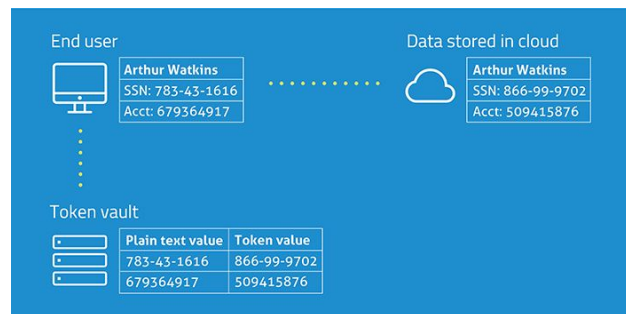 End user
Arthur Watkins
SSN: 783-43-1616
Acct: 679364917
Data stored in cloud
Arthur Watkins
SSN: 866-99-9702
Acct: 509415876
Token vault
Plain text value Token value
783-43-1616 866-99-9702
679364917 509415876